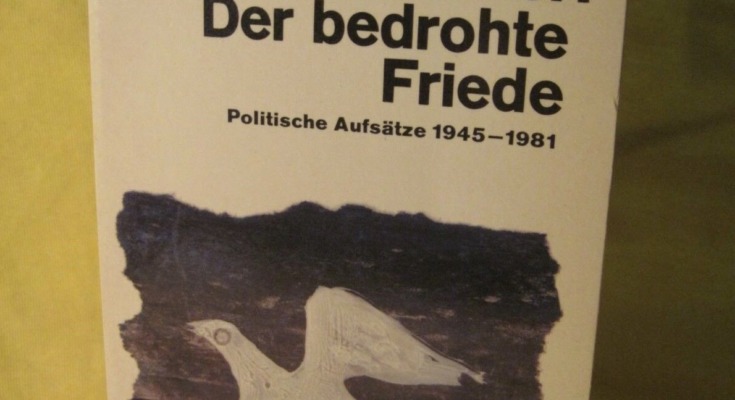 Der bedrohte
Friede
Politische Aufsätze 1945–1981